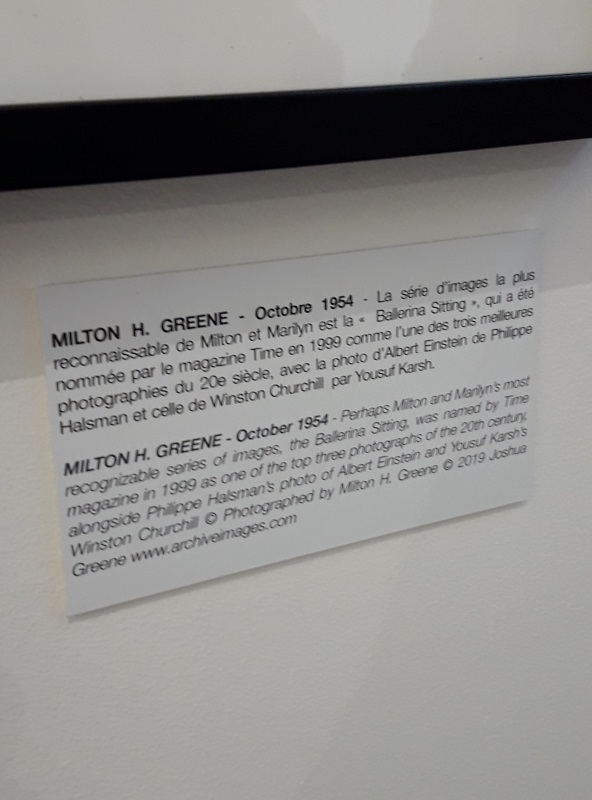 MILTON H. GREENE - Octobre 1954 - La série d'images la plus
reconnaissable de Milton et Marilyn est la « Ballerina Sitting », qui a été
nommée par le magazine Time en 1999 comme l'une des trois meilleures
photographies du 20e siècle, avec la photo d'Albert Einstein de Philippe
Halsman et celle de Winston Churchill par Yousuf Karsh.
MILTON H. GREENE - October 1954 - Perhaps Milton and Marilyn's most
recognizable series of images, the Ballerina Sitting, was named by Time
magazine in 1999 as one of the top three photographs of the 20th century,
alongside Philippe Halsman's photo of Albert Einstein and Yousuf Karsh's
Winston Churchill © Photographed by Milton H. Greene © 2019 Joshua
Greene www.archiveimages.com